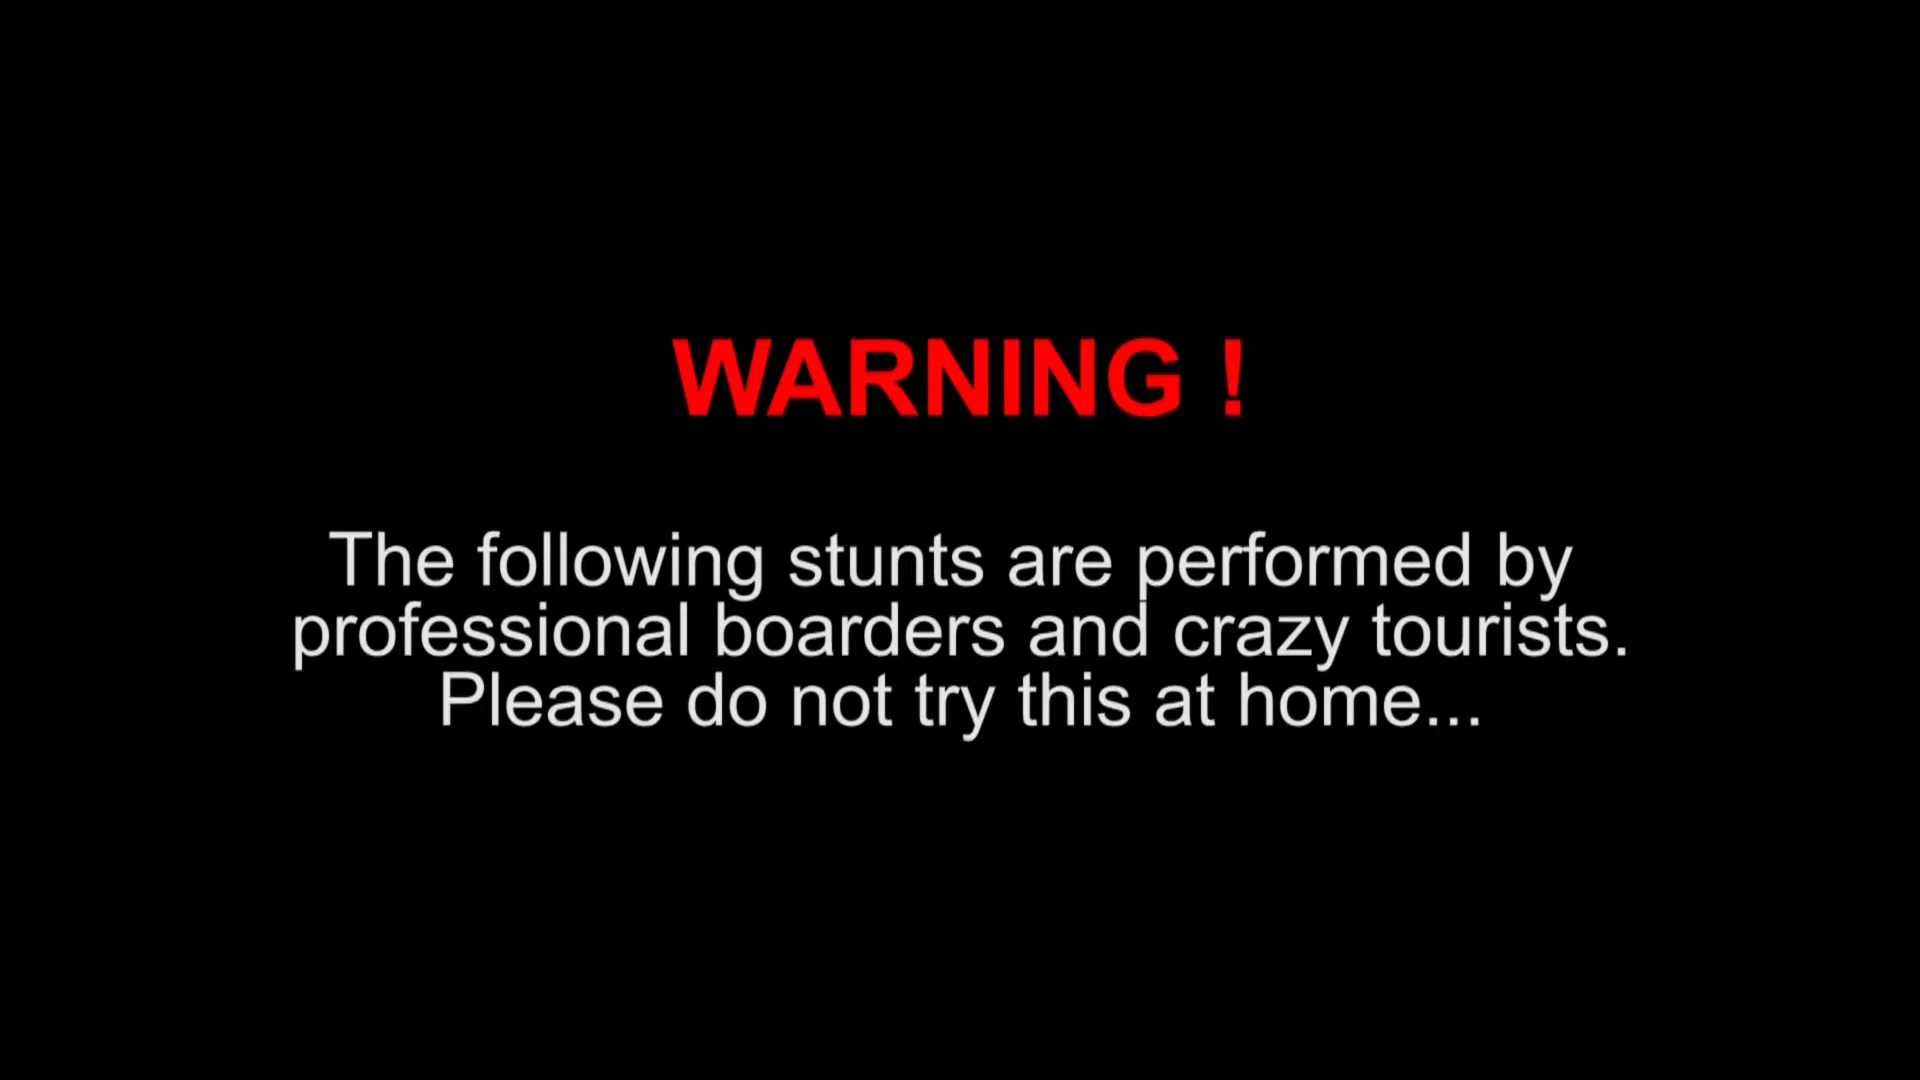 WARNING !
The following stunts are performed by
professional boarders and crazy tourists.
Please do not try this at home...